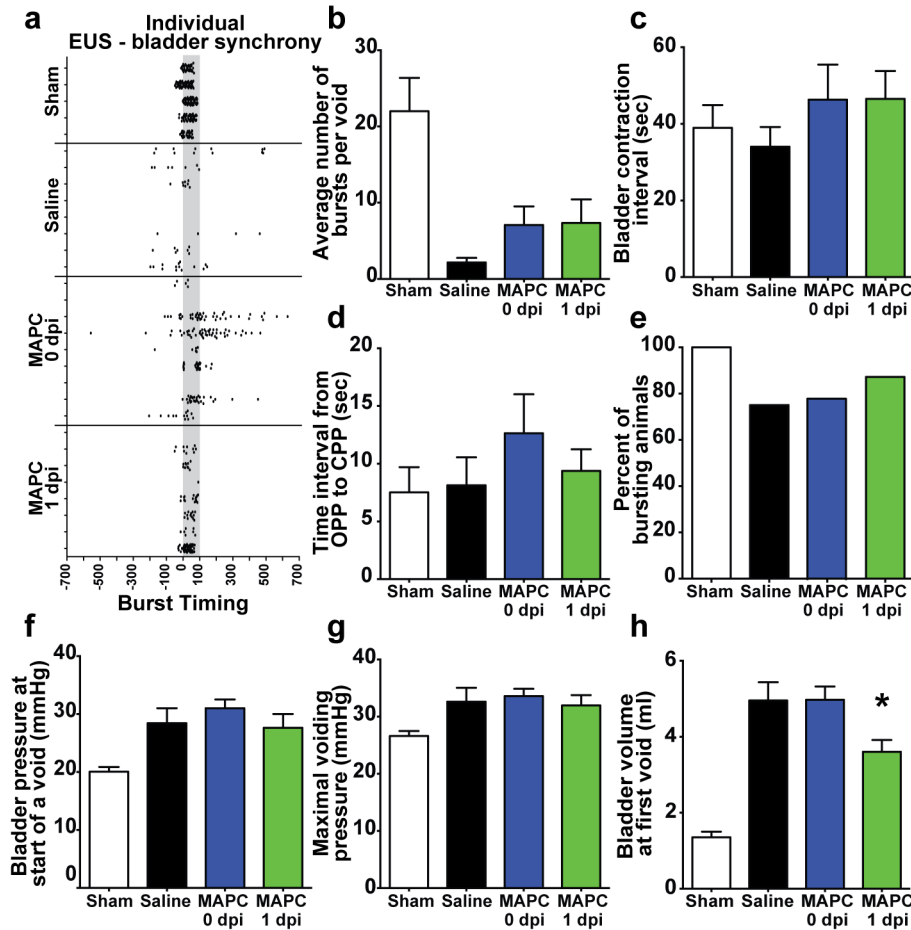 a
Individual
EUS - bladder synchrony
Sham
Saline
MAPC
0 dpi
MAPC
1 dpi
-700
-500
-300
-100
0
100
300
500
700
Burst Timing
b
Average number of
bursts per void
30
20
10
0
Sham
Saline
MAPC
0 dpi
MAPC
1 dpi
c
Bladder contraction
interval (sec)
60
40
20
0
Sham
Saline
MAPC
0 dpi
MAPC
1 dpi
d
Time interval from
OPP to CPP (sec)
20
15
10
5
0
Sham
Saline
MAPC
0 dpi
MAPC
1 dpi
e
Percent of
bursting animals
100
80
60
40
20
0
Sham
Saline
MAPC
0 dpi
MAPC
1 dpi
f
Bladder pressure at
start of a void (mmHg)
40
30
20
10
0
Sham
Saline
MAPC
0 dpi
MAPC
1 dpi
g
Maximal voiding
pressure (mmHg)
40
30
20
10
0
Sham
Saline
MAPC
0 dpi
MAPC
1 dpi
h
Bladder volume
at first void (ml)
6
4
2
0
*
Sham
Saline
MAPC
0 dpi
MAPC
1 dpi